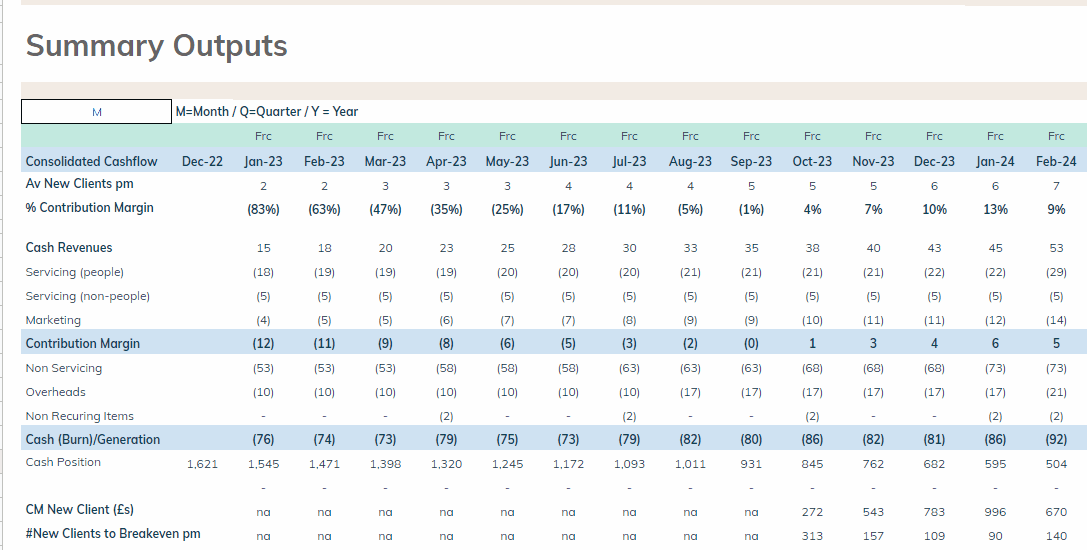 Summary Outputs
M M=Month / Q=Quarter / Y = Year
Frc Frc Frc Frc Frc Frc Frc Frc Frc Frc Frc Frc Frc Frc
Consolidated Cashflow Dec-22 Jan-23 Feb-23 Mar-23 Apr-23 May-23 Jun-23 Jul-23 Aug-23 Sep-23 Oct-23 Nov-23 Dec-23 Jan-24 Feb-24
Av New Clients pm 2 2 3 3 3 4 4 4 5 5 5 6 6 7
% Contribution Margin (83%) (63%) (47%) (35%) (25%) (17%) (11%) (5%) (1%) 4% 7% 10% 13% 9%
Cash Revenues 15 18 20 23 25 28 30 33 35 38 40 43 45 53
Servicing (people) (18) (19) (19) (19) (20) (20) (20) (21) (21) (21) (21) (22) (22) (29)
Servicing (non-people) (5) (5) (5) (5) (5) (5) (5) (5) (5) (5) (5) (5) (5) (5)
Marketing (4) (5) (5) (6) (7) (7) (8) (9) (9) (10) (11) (11) (12) (14)
Contribution Margin (12) (11) (9) (8) (6) (5) (3) (2) (0) 1 3 4 6 5
Non Servicing (53) (53) (53) (58) (58) (58) (63) (63) (63) (68) (68) (68) (73) (73)
Overheads (10) (10) (10) (10) (10) (10) (10) (17) (17) (17) (17) (17) (17) (21)
Non Recuring Items - - - (2) - - (2) - - (2) - - (2) (2)
Cash (Burn)/Generation (76) (74) (73) (79) (75) (73) (79) (82) (80) (86) (82) (81) (86) (92)
Cash Position 1,621 1,545 1,471 1,398 1,320 1,245 1,172 1,093 1,011 931 845 762 682 595 504
- - - - - - - - - - - - - -
CM New Client (£s) na na na na na na na na na 272 543 783 996 670
#New Clients to Breakeven pm na na na na na na na na na 313 157 109 90 140